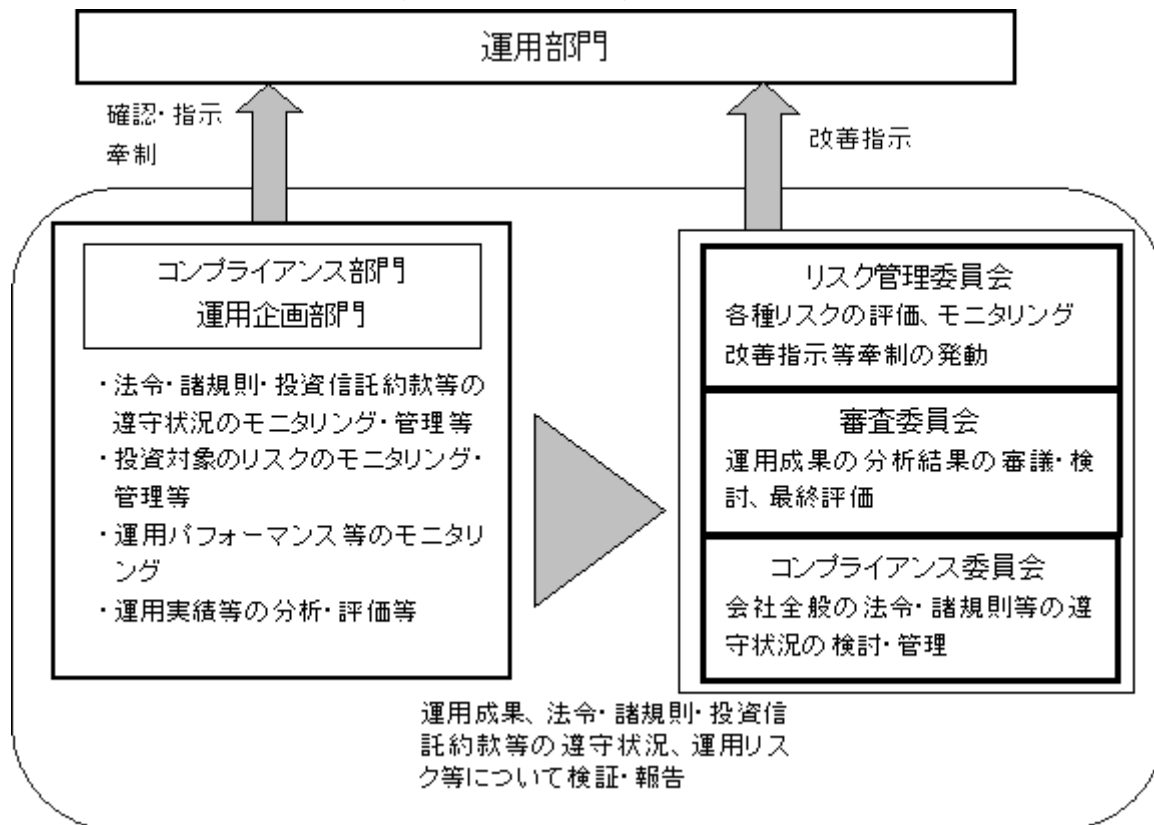 運用部門
確認・指示
牽制
改善指示
コンプライアンス部門
運用企画部門
・法令・諸規則・投資信託約款等の
遵守状況のモニタリング・管理等
・投資対象のリスクのモニタリング・
管理等
・運用パフォーマンス等のモニタリ
ング
・運用実績等の分析・評価等
リスク管理委員会
各種リスクの評価、モニタリング
改善指示等牽制の発動
審査委員会
運用成果の分析結果の審議・検
討、最終評価
コンプライアンス委員会
会社全般の法令・諸規則等の遵
守状況の検討・管理
運用成果、法令・諸規則・投資信
託約款等の遵守状況、運用リス
ク等について検証・報告